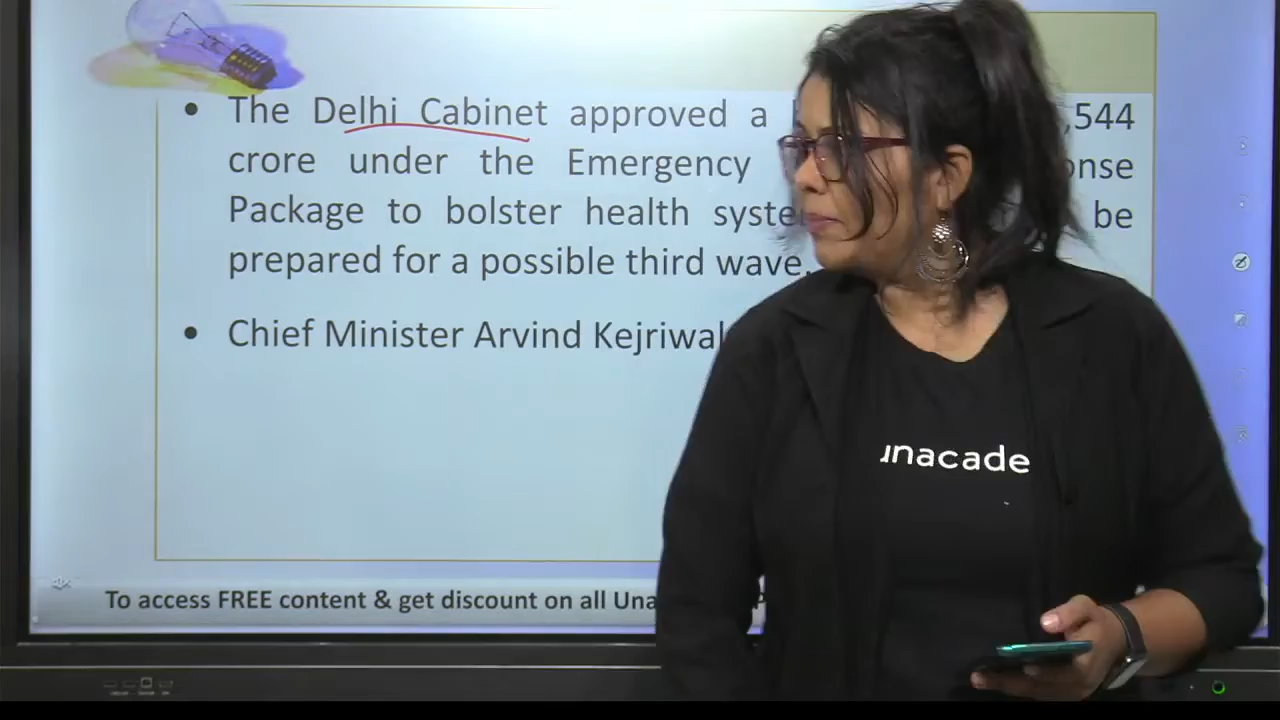 • The Delhi Cabinet approved a ,544
crore under the Emergency onse
Package to bolster health syste be
prepared for a possible third wave.
• Chief Minister Arvind Kejriwal
unacade
To access FREE content & get discount on all Una